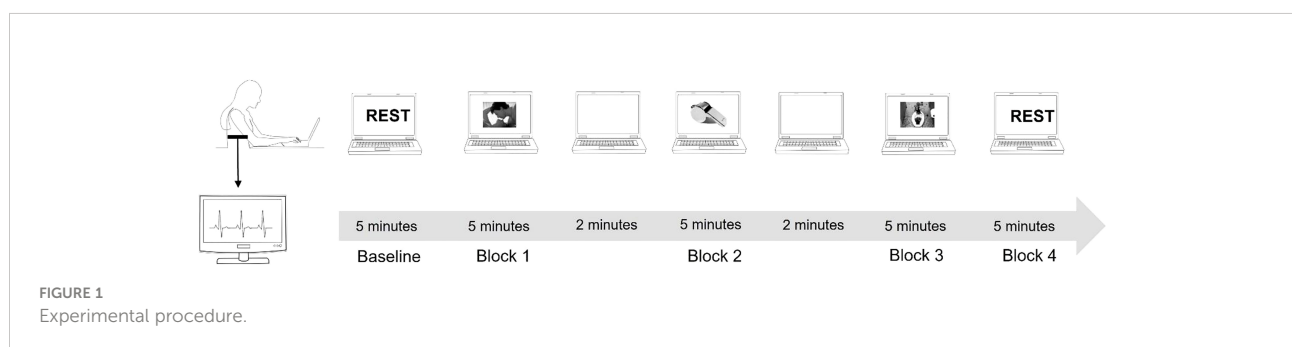 REST
REST
5 minutes
5 minutes
2 minutes
5 minutes
2 minutes
5 minutes
5 minutes
Baseline
Block 1
Block 2
Block 3
Block 4
FIGURE 1
Experimental procedure.